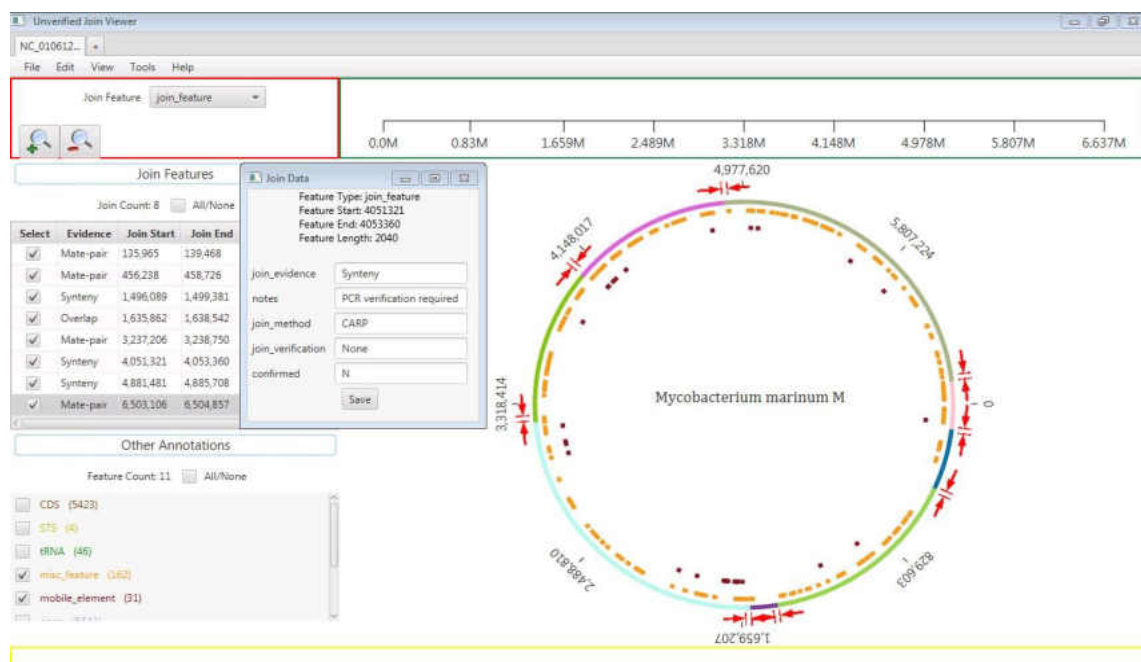 Unverified Join Viewer
NC_010612...
File Edit View Tools Help
Join Feature join_feature
0.0M 0.83M 1.659M 2.489M 3.318M 4.148M 4.978M 5.807M 6.637M
Join Features
Join Count: 8 All/None
Select Evidence Join Start Join End
Mate-pair 135,965 139,468
Mate-pair 456,238 458,726
Synteny 1,496,089 1,499,381
Overlap 1,635,862 1,638,542
Mate-pair 3,237,206 3,238,750
Synteny 4,051,321 4,053,360
Synteny 4,881,481 4,885,708
Mate-pair 6,503,106 6,504,857
Join Data
Feature Type: join_feature
Feature Start: 4051321
Feature End: 4053360
Feature Length: 2040
join_evidence Synteny
notes PCR verification required
join_method CARP
join_verification None
confirmed N
Save
4,977,620
5,807,224
4,148,017
Mycobacterium marinum M
0
3,318,414
829,603
2,488,810
1,659,207
Other Annotations
Feature Count: 11 All/None
CDS (5423)
STS (4)
tRNA (46)
misc_feature (162)
mobile_element (31)